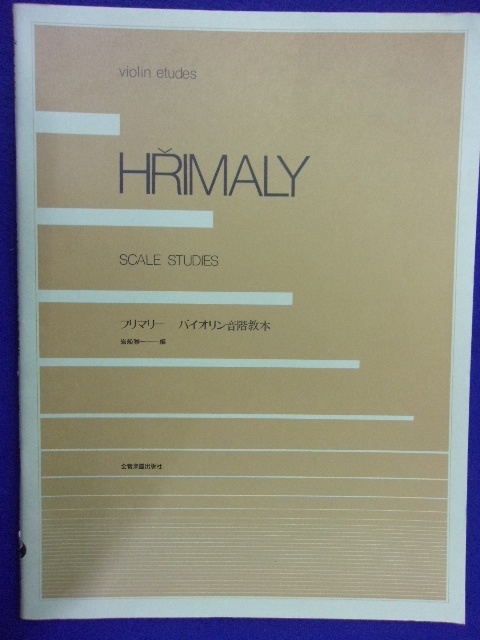 violin etudes
HŘIMALY
SCALE STUDIES
フリマリー バイオリン音階教本
全音楽譜出版社